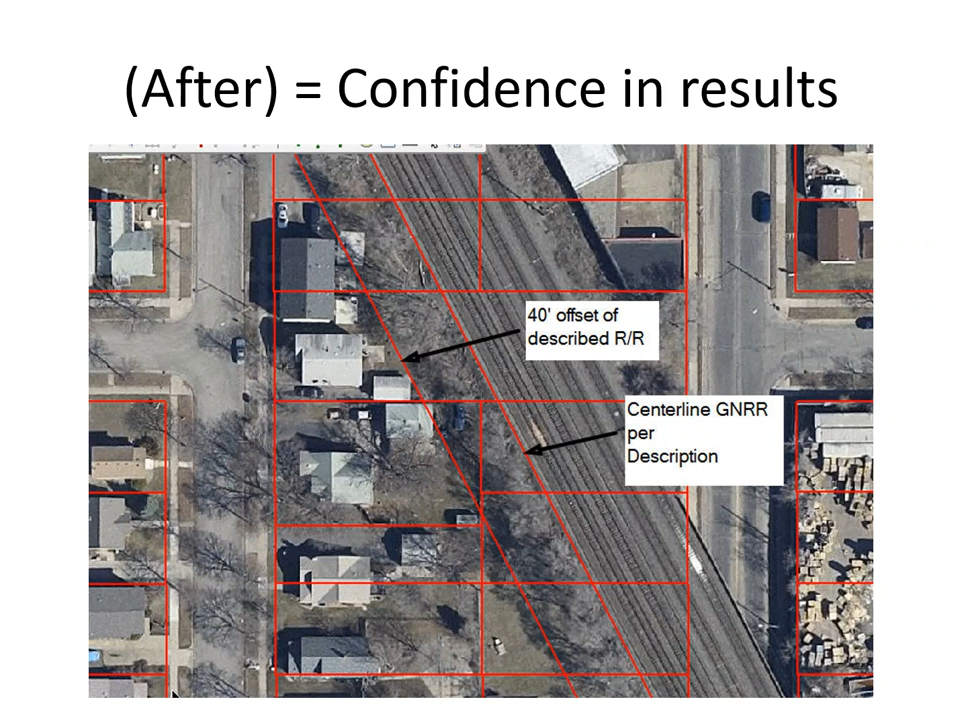 (After) = Confidence in results
40' offset of
described R/R
Centerline GNRR
per
Description